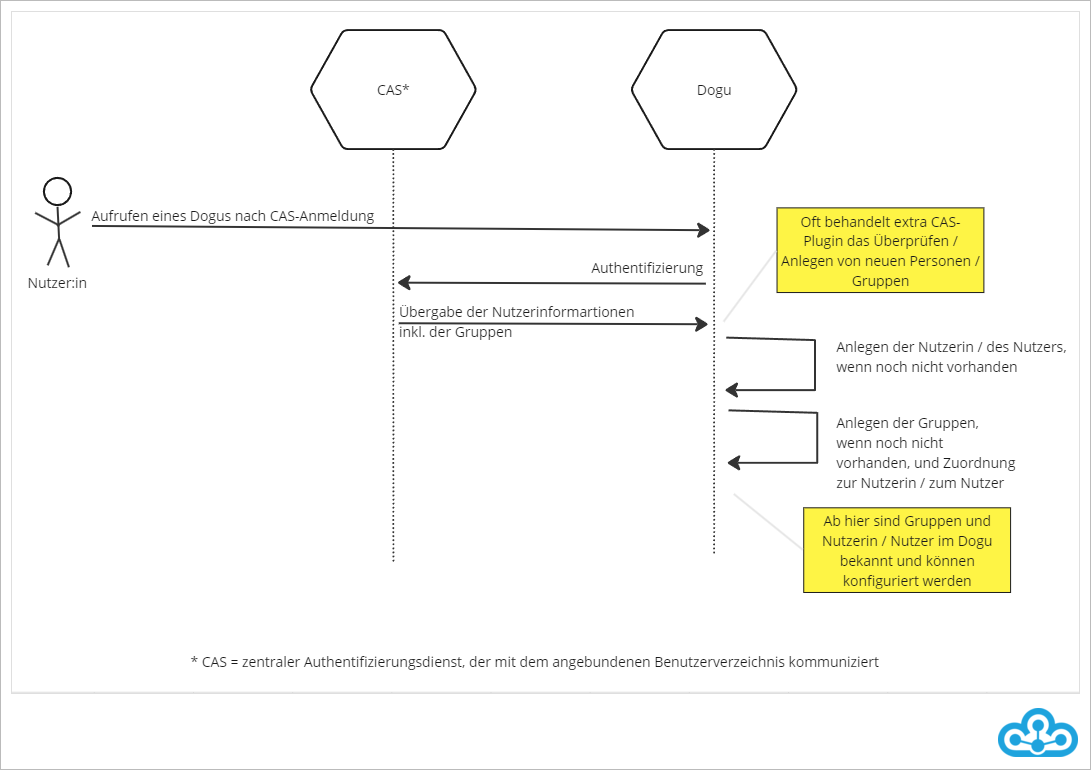 CAS*
Dogu
Aufrufen eines Dogus nach CAS-Anmeldung
Nutzer:in
Oft behandelt extra CAS-
Plugin das Überprüfen /
Anlegen von neuen Personen /
Gruppen
Authentifizierung
Übergabe der Nutzerinformartionen
inkl. der Gruppen
Anlegen der Nutzerin / des Nutzers,
wenn noch nicht vorhanden
Anlegen der Gruppen,
wenn noch nicht
vorhanden, und Zuordnung
zur Nutzerin / zum Nutzer
Ab hier sind Gruppen und
Nutzerin / Nutzer im Dogu
bekannt und können
konfiguriert werden
* CAS = zentraler Authentifizierungsdienst, der mit dem angebundenen Benutzerverzeichnis kommuniziert